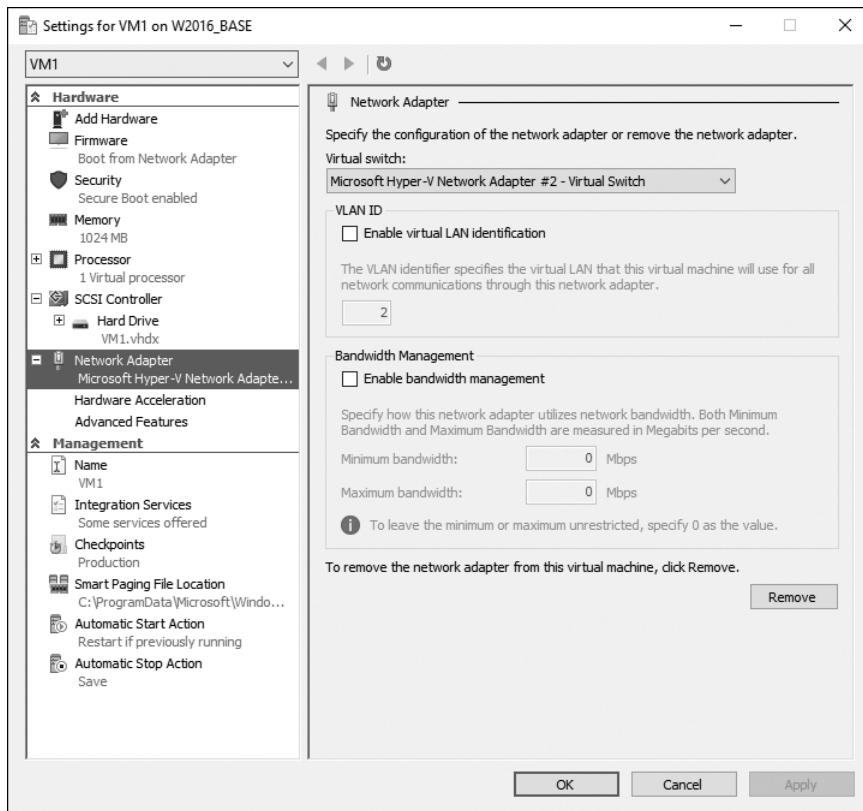 Settings for VM1 on W2016_BASE
VM1
Hardware
Add Hardware
Firmware
Boot from Network Adapter
Security
Secure Boot enabled
Memory
1024 MB
Processor
1 Virtual processor
SCSI Controller
Hard Drive
VM1.vhdx
Network Adapter
Microsoft Hyper-V Network Adapte...
Hardware Acceleration
Advanced Features
Management
Name
VM1
Integration Services
Some services offered
Checkpoints
Production
Smart Paging File Location
C:\ProgramData\Microsoft\Windo...
Automatic Start Action
Restart if previously running
Automatic Stop Action
Save
Network Adapter
Specify the configuration of the network adapter or remove the network adapter.
Virtual switch:
Microsoft Hyper-V Network Adapter #2 - Virtual Switch
VLAN ID
Enable virtual LAN identification
The VLAN identifier specifies the virtual LAN that this virtual machine will use for all
network communications through this network adapter.
2
Bandwidth Management
Enable bandwidth management
Specify how this network adapter utilizes network bandwidth. Both Minimum
Bandwidth and Maximum Bandwidth are measured in Megabits per second.
Minimum bandwidth: 0 Mbps
Maximum bandwidth: 0 Mbps
To leave the minimum or maximum unrestricted, specify 0 as the value.
To remove the network adapter from this virtual machine, click Remove.
Remove
OK Cancel Apply